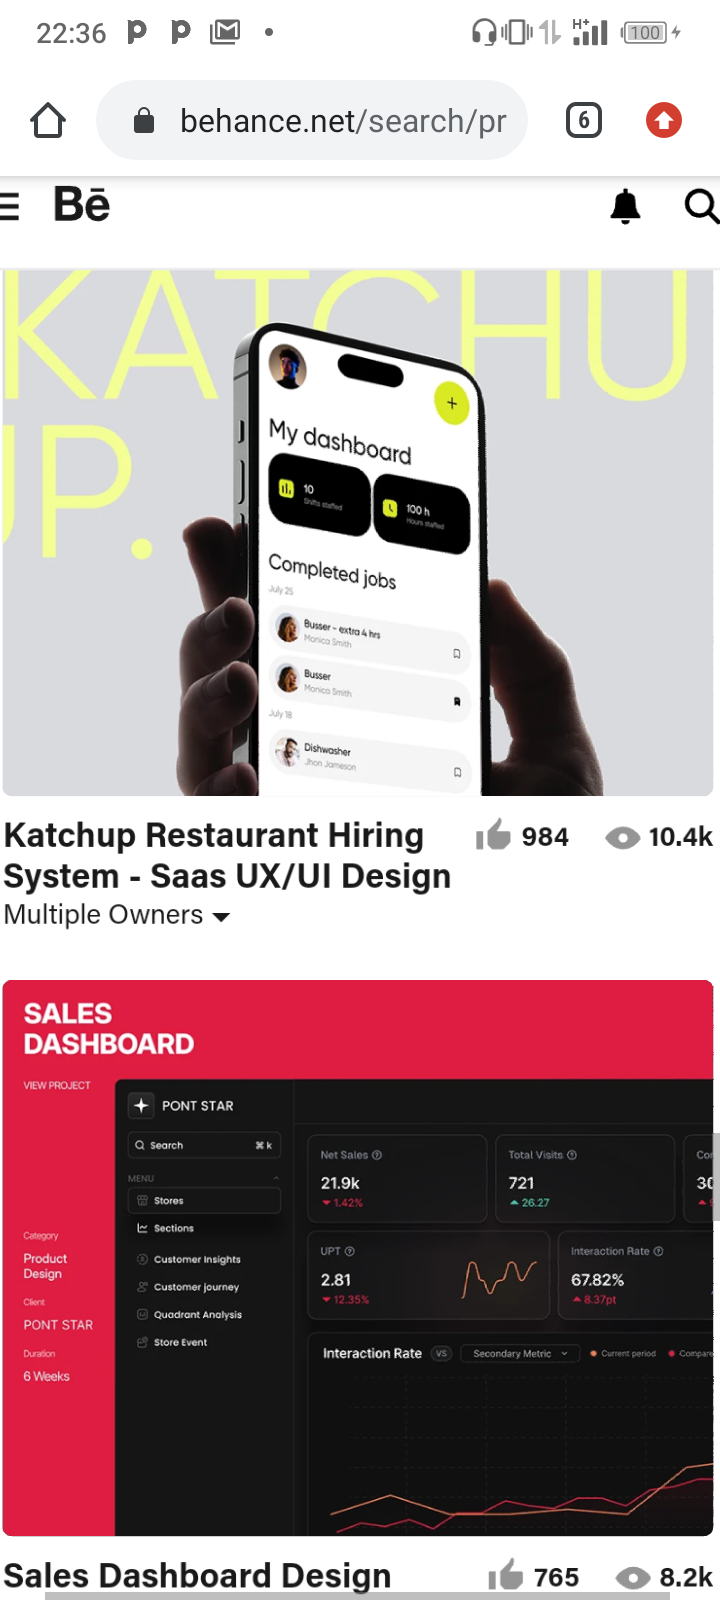 22:36
H+
100
behance.net/search/pr
6
Bē
KATCHU
UP.
My dashboard
10
Shifts staffed
100 h
Hours staffed
Completed jobs
July 25
Busser - extra 4 hrs
Monica Smith
Busser
Monica Smith
July 18
Dishwasher
Jhon Jameson
Katchup Restaurant Hiring
System - Saas UX/UI Design
984
10.4k
Multiple Owners
SALES
DASHBOARD
VIEW PROJECT
PONT STAR
Search
⌘ k
MENU
Stores
Sections
Customer Insights
Customer journey
Quadrant Analysis
Store Event
Category
Product
Design
Client
PONT STAR
Duration
6 Weeks
Net Sales
21.9k
1.42%
Total Visits
721
26.27
UPT
2.81
12.35%
Interaction Rate
67.82%
8.37pt
Interaction Rate
VS
Secondary Metric
Current period
Compare
Sales Dashboard Design
765
8.2k